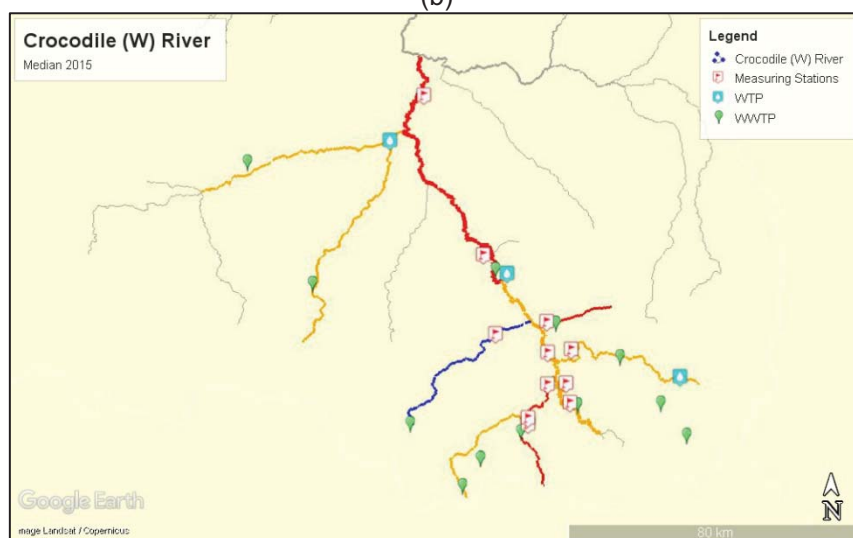 (b)
Crocodile (W) River
Median 2015
Legend
Crocodile (W) River
Measuring Stations
WTP
WWTP
Google Earth
mage Landsat / Copernicus
N
80 km